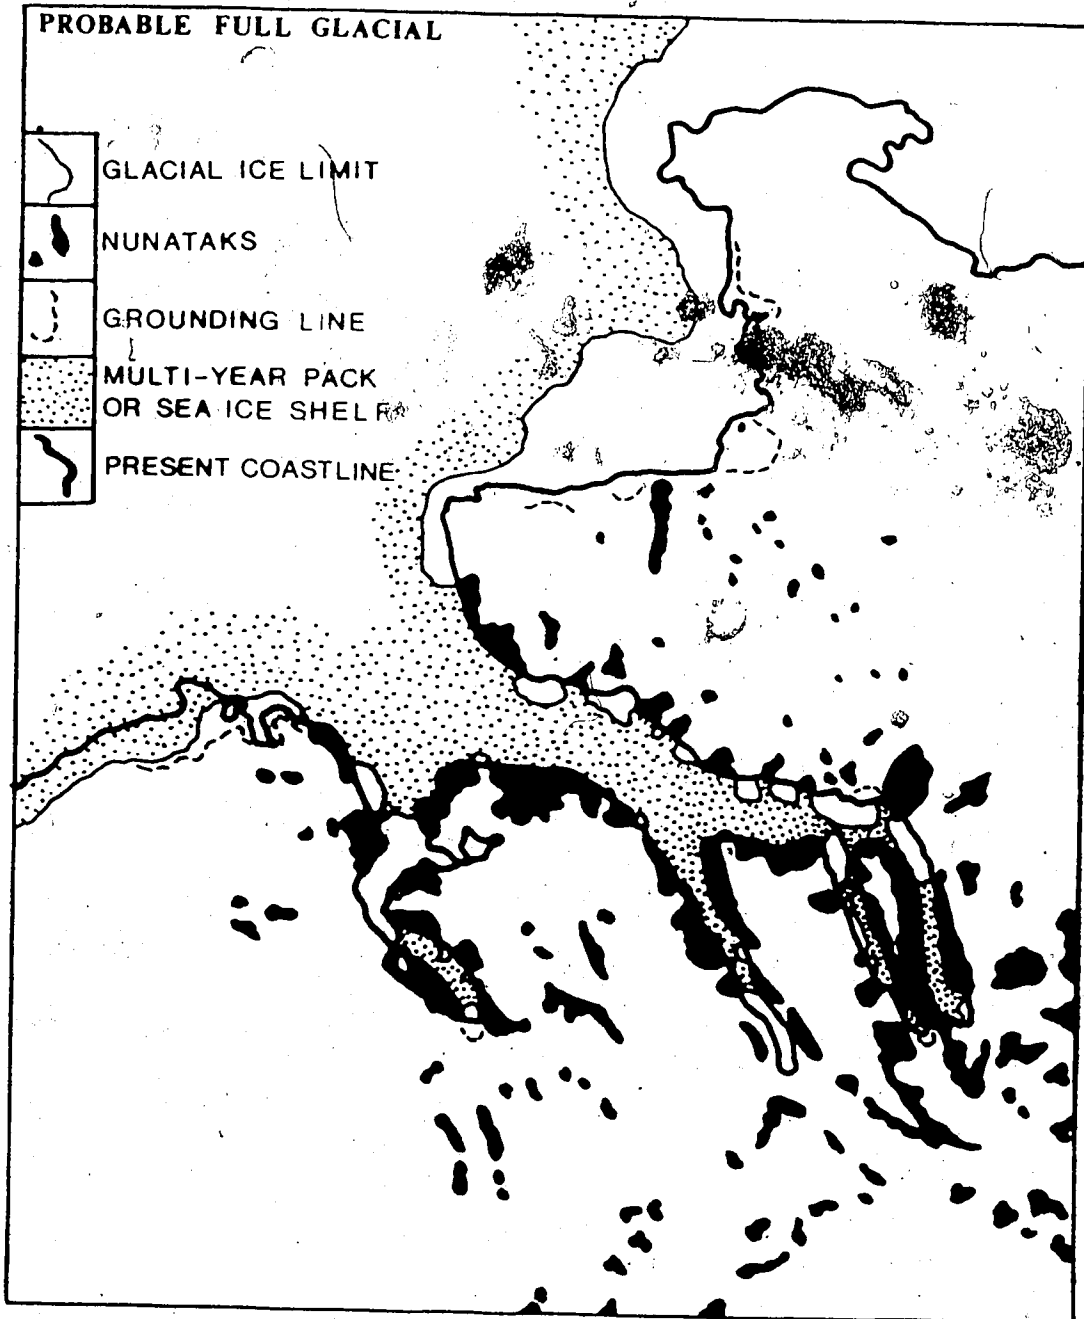 PROBABLE FULL GLACIAL
GLACIAL ICE LIMIT
NUNATAKS
GROUNDING LINE
MULTI-YEAR PACK
OR SEA ICE SHELF
PRESENT COASTLINE